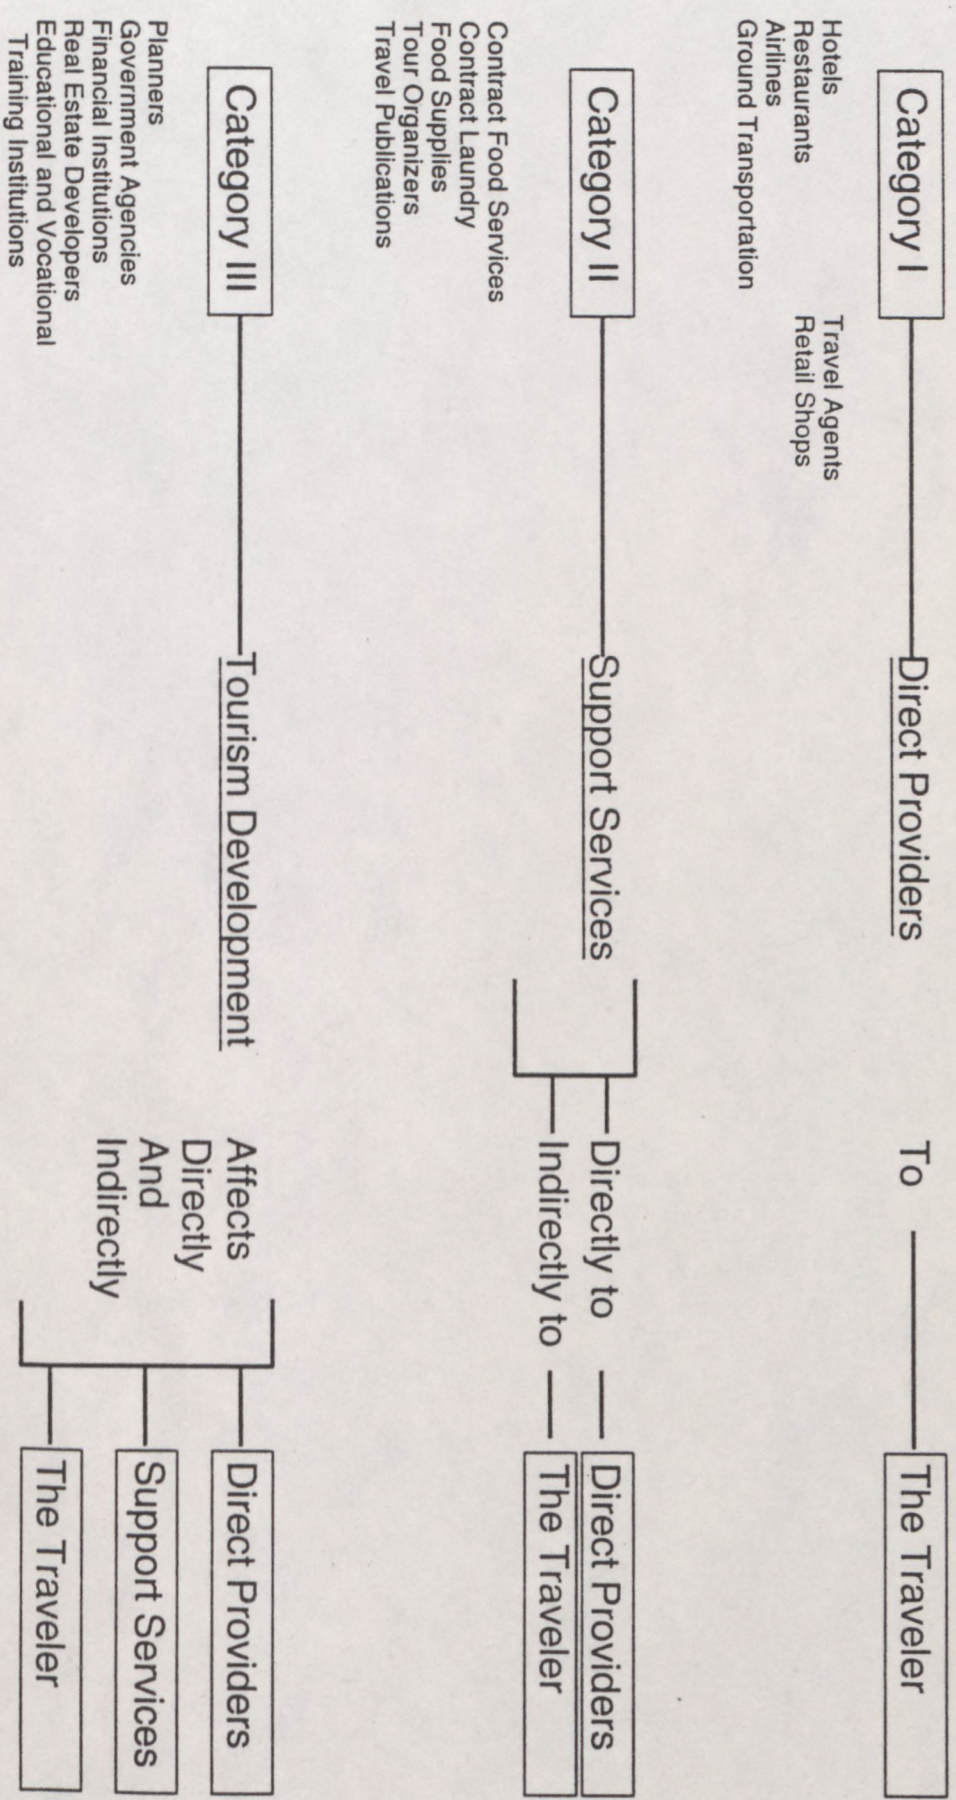 Category I
Direct Providers
To
The Traveler
Hotels
Restaurants
Airlines
Ground Transportation
Travel Agents
Retail Shops
Category II
Support Services
Directly to
Indirectly to
Direct Providers
The Traveler
Contract Food Services
Contract Laundry
Food Supplies
Tour Organizers
Travel Publications
Category III
Tourism Development
Affects
Directly
And
Indirectly
Direct Providers
Support Services
The Traveler
Planners
Government Agencies
Financial Institutions
Real Estate Developers
Educational and Vocational
Training Institutions